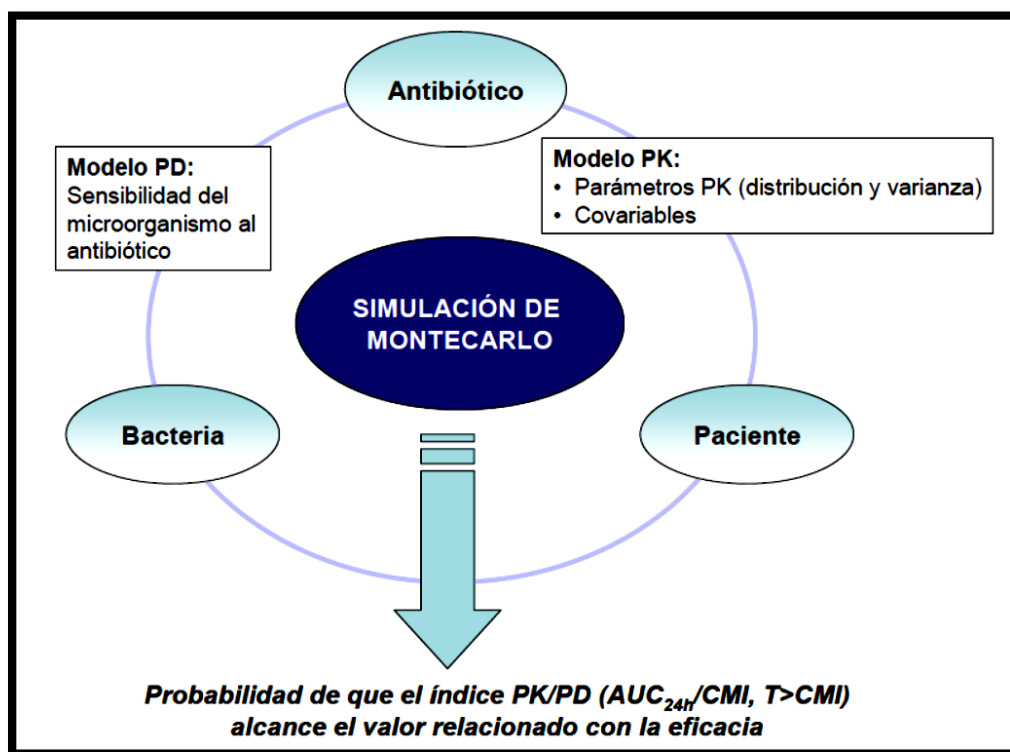 Antibiótico
Modelo PD:
Sensibilidad del
microorganismo al
antibiótico
Modelo PK:
• Parámetros PK (distribución y varianza)
• Covariables
SIMULACIÓN DE
MONTECARLO
Bacteria
Paciente
Probabilidad de que el índice PK/PD (AUC24h/CMI, T>CMI)
alcance el valor relacionado con la eficacia